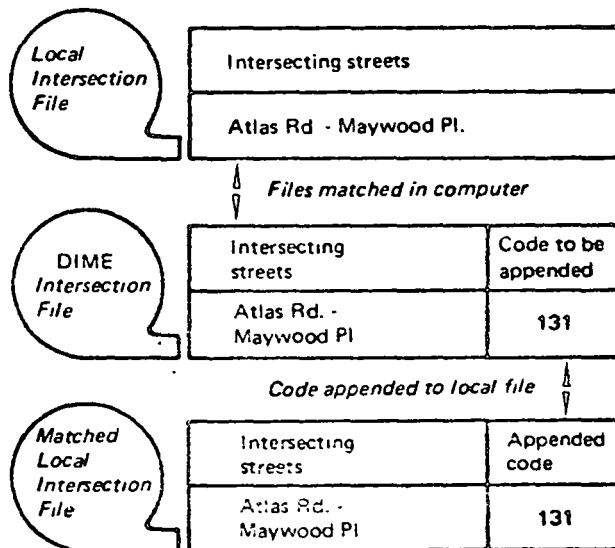 Local
Intersection
File
Intersecting streets
Atlas Rd - Maywood Pl.
Files matched in computer
DIME
Intersection
File
Intersecting
streets
Code to be
appended
Atlas Rd. -
Maywood Pl
131
Code appended to local file
Matched
Local
Intersection
File
Intersecting
streets
Appended
code
Atlas Rd. -
Maywood Pl
131